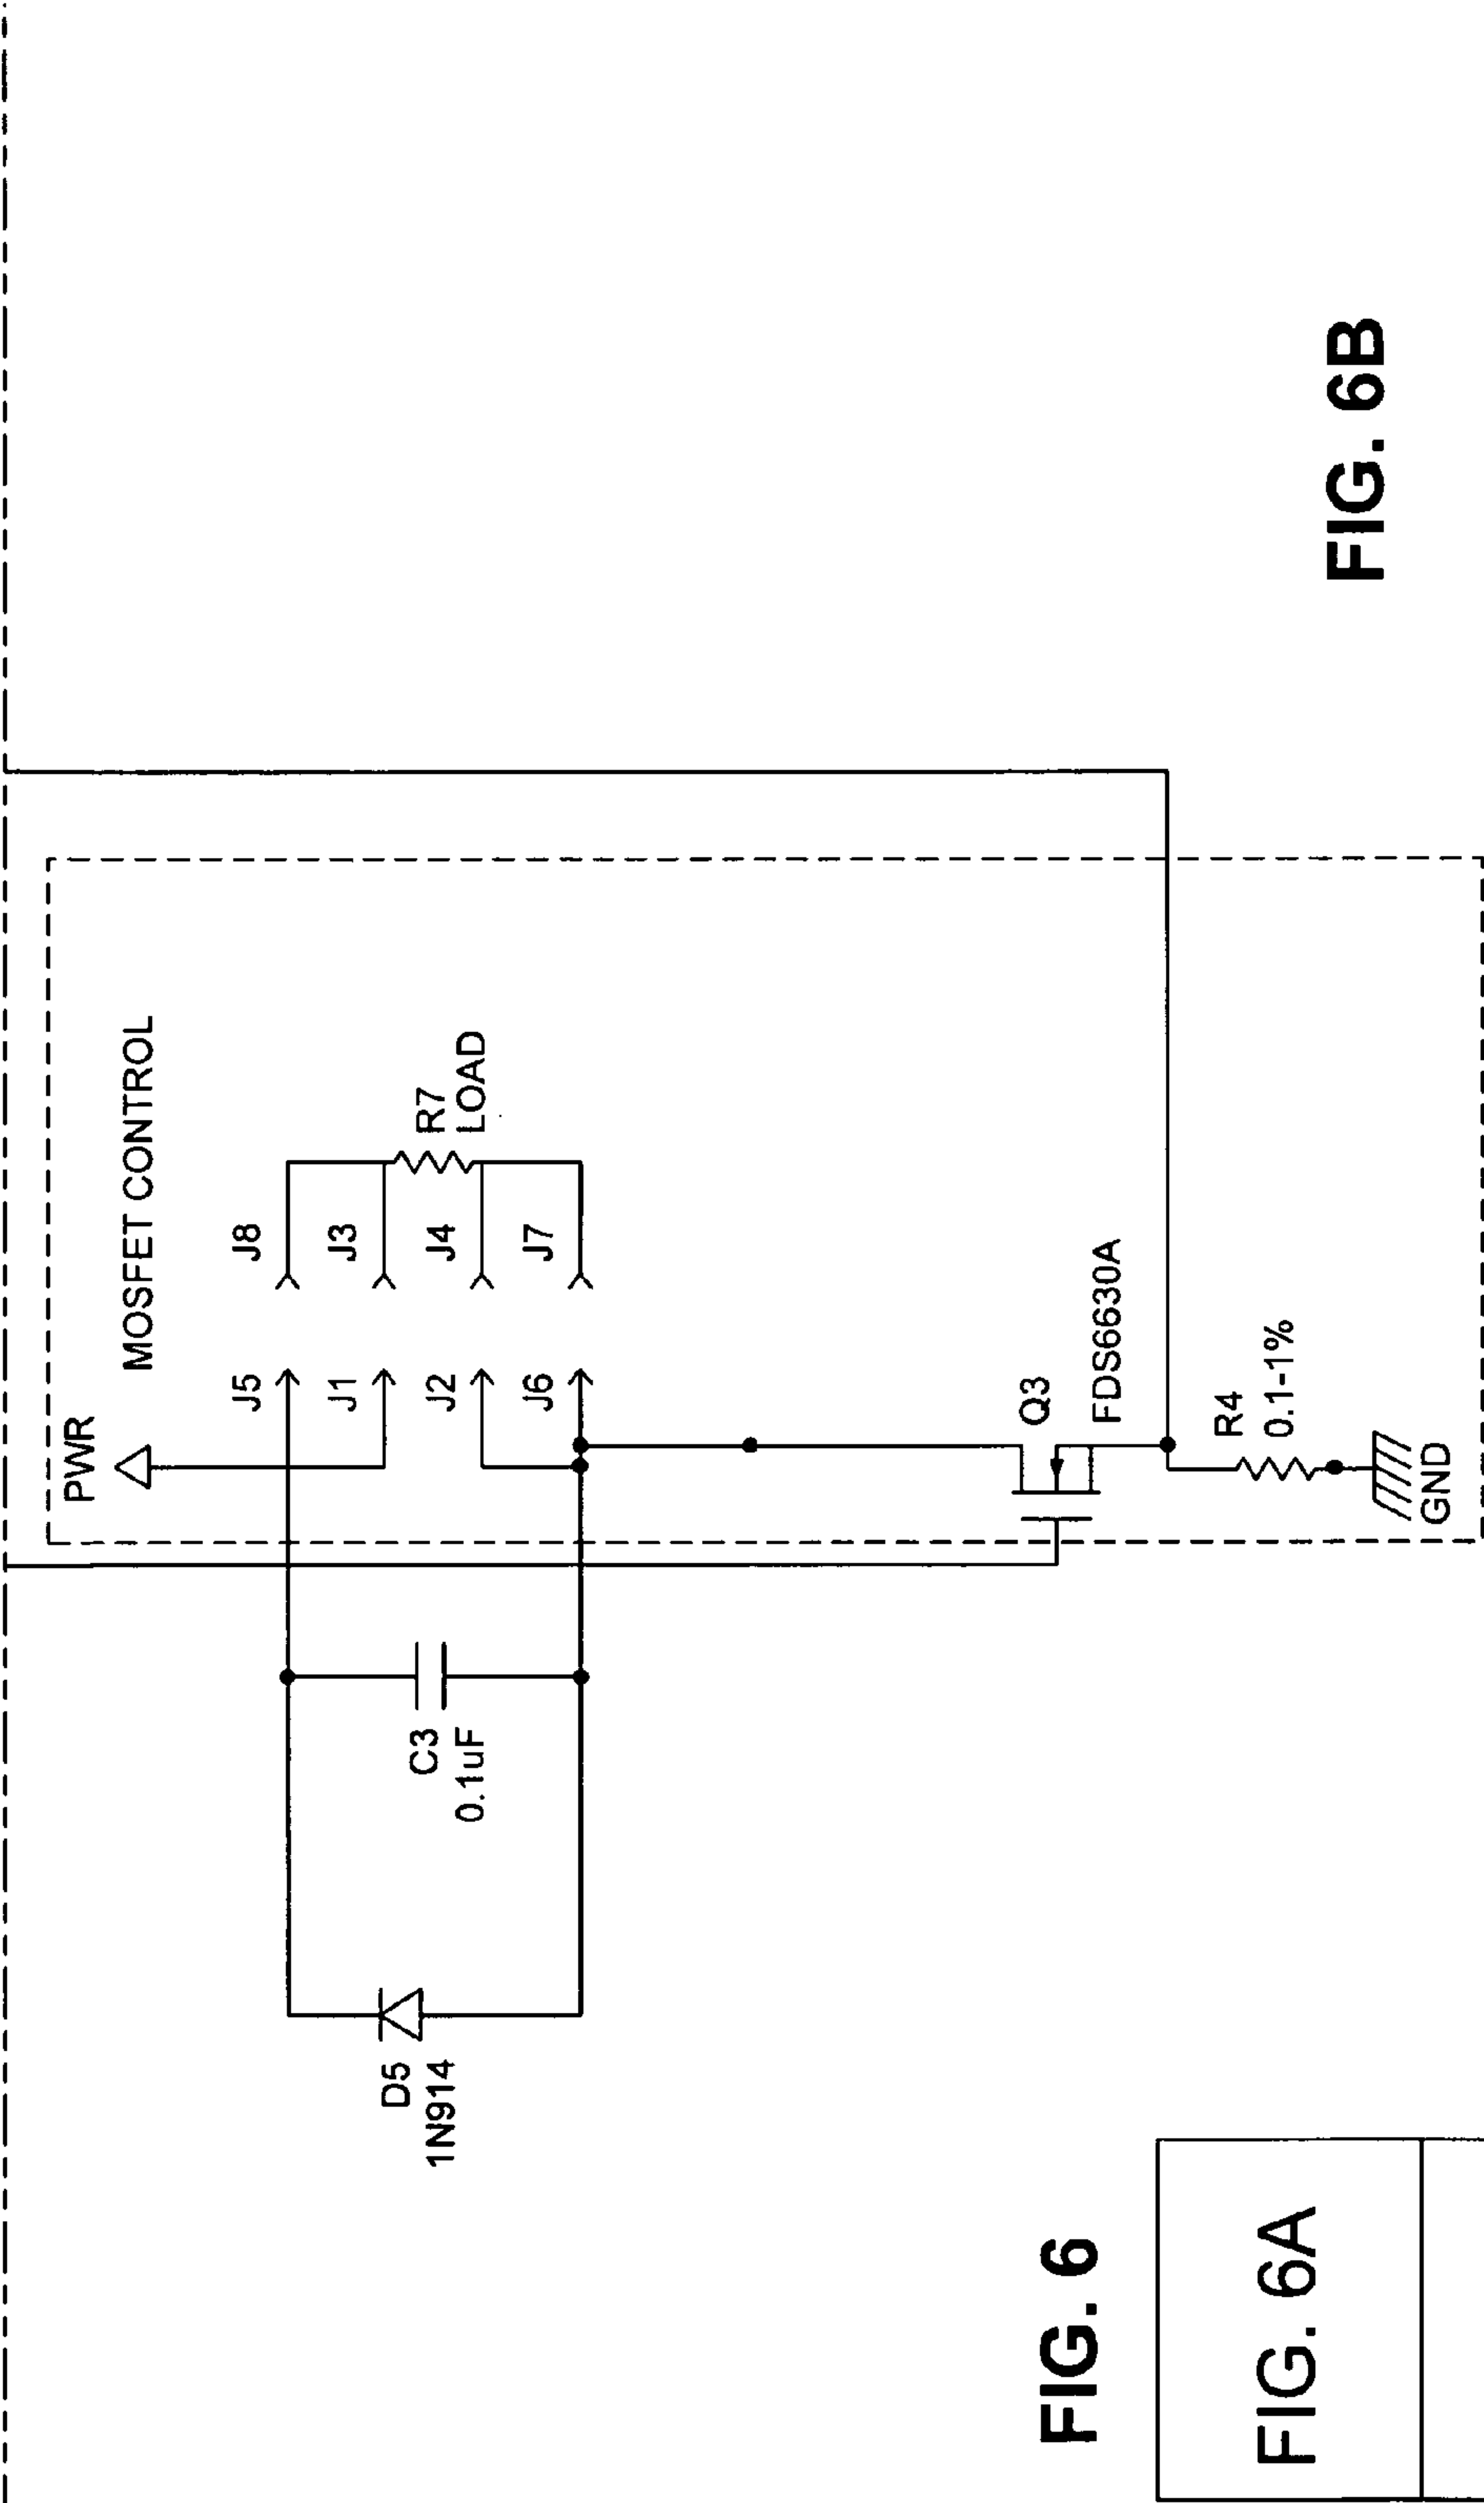 PWR
MOSFET CONTROL
J5
J8
J1
J3
J2
J4
J6
J7
R7
LOAD
D5
1N914
C3
0.1uF
Q3
FDS6630A
R4
0.1-1%
GND
FIG. 6
FIG. 6A
FIG. 6B